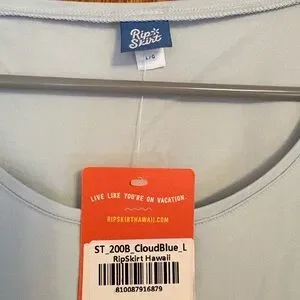 Rip
Skirt
LIVE LIKE YOU'RE ON VACATION.
RIPSKIRTHAWAII.COM
ST_200B_CloudBlue_L
RipSkirt Hawaii
810087916879